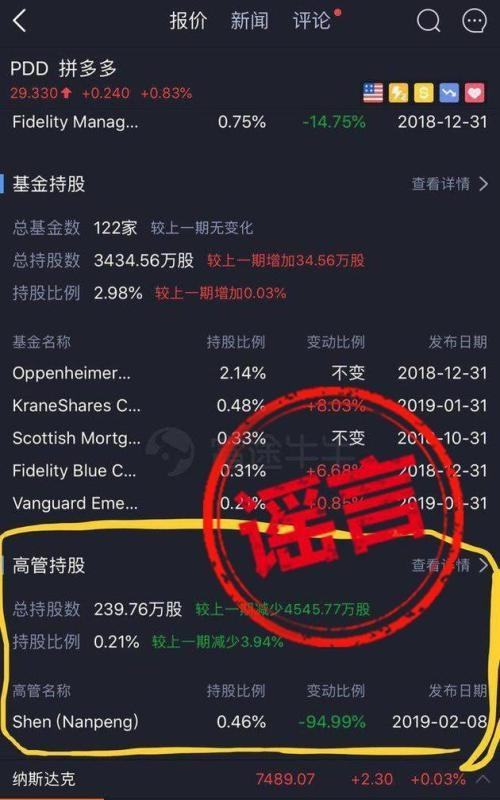 报价 新闻 评论
PDD 拼多多
29.330 +0.240 +0.83%
Fidelity Manag... 0.75% -14.75% 2018-12-31
基金持股 查看详情
总基金数 122家 较上一期无变化
总持股数 3434.56万股 较上一期增加34.56万股
持股比例 2.98% 较上一期增加0.03%
基金名称 持股比例 变动比例 发布日期
Oppenheimer... 2.14% 不变 2018-12-31
KraneShares C... 0.48% +8.03% 2019-01-31
Scottish Mortg... 0.33% 不变 2018-10-31
Fidelity Blue C... 0.31% +6.68% 2018-12-31
Vanguard Eme... +0.85% 2019-01-31
谣言
高管持股 查看详情
总持股数 239.76万股 较上一期减少4545.77万股
持股比例 0.21% 较上一期减少3.94%
高管名称 持股比例 变动比例 发布日期
Shen (Nanpeng) 0.46% -94.99% 2019-02-08
纳斯达克 7489.07 +2.30 +0.03%